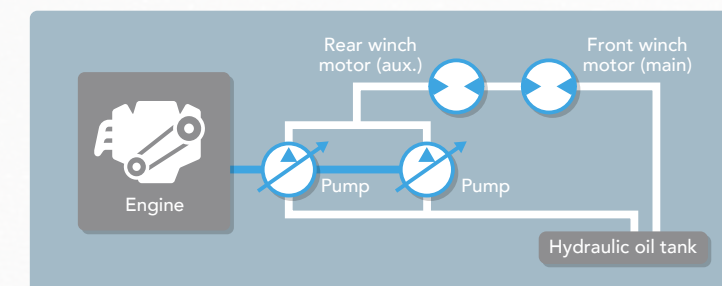 Rear winch
motor (aux.)
Front winch
motor (main)
Engine
Pump
Pump
Hydraulic oil tank